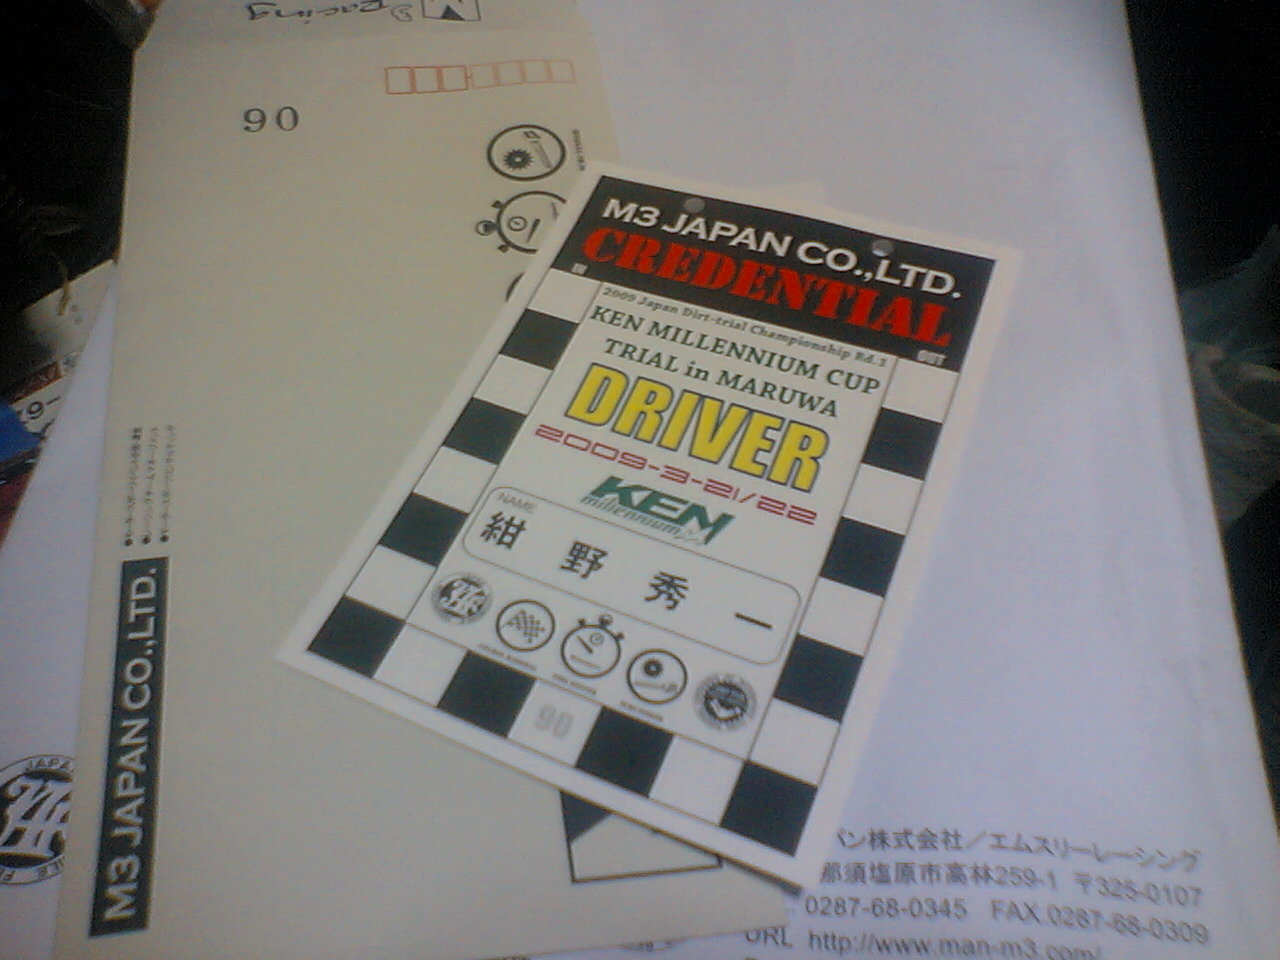 Racing
90
M3 JAPAN CO.,LTD.
M3 JAPAN CO.,LTD.
CREDENTIAL
IN
OUT
2009 Japan Dirt-trial Championship Rd.1
KEN MILLENNIUM CUP
TRIAL in MARUWA
DRIVER
2009-3-21/22
KEN
millennium
NAME
紺 野 秀 一
90
パン株式会社/エムスリーレーシング
那須塩原市高林259-1 〒325-0107
0287-68-0345 FAX 0287-68-0309
URL http://www.man-m3.com/